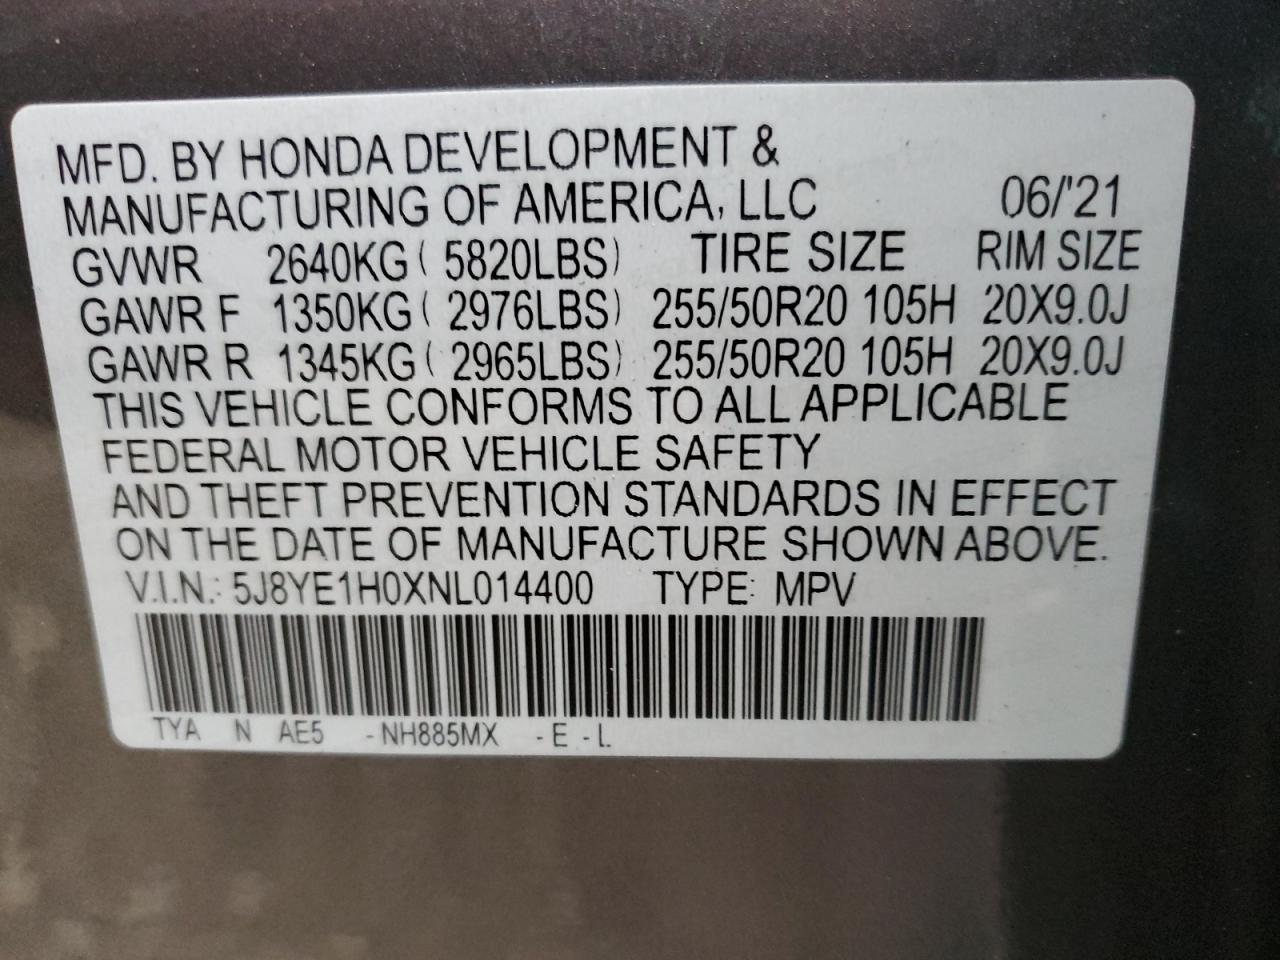 MFD. BY HONDA DEVELOPMENT &
MANUFACTURING OF AMERICA, LLC 06/'21
GVWR 2640KG ( 5820LBS) TIRE SIZE RIM SIZE
GAWR F 1350KG ( 2976LBS) 255/50R20 105H 20X9.0J
GAWR R 1345KG ( 2965LBS) 255/50R20 105H 20X9.0J
THIS VEHICLE CONFORMS TO ALL APPLICABLE
FEDERAL MOTOR VEHICLE SAFETY
AND THEFT PREVENTION STANDARDS IN EFFECT
ON THE DATE OF MANUFACTURE SHOWN ABOVE.
V.I.N.: 5J8YE1H0XNL014400 TYPE: MPV
TYA N AE5 -NH885MX -E -L